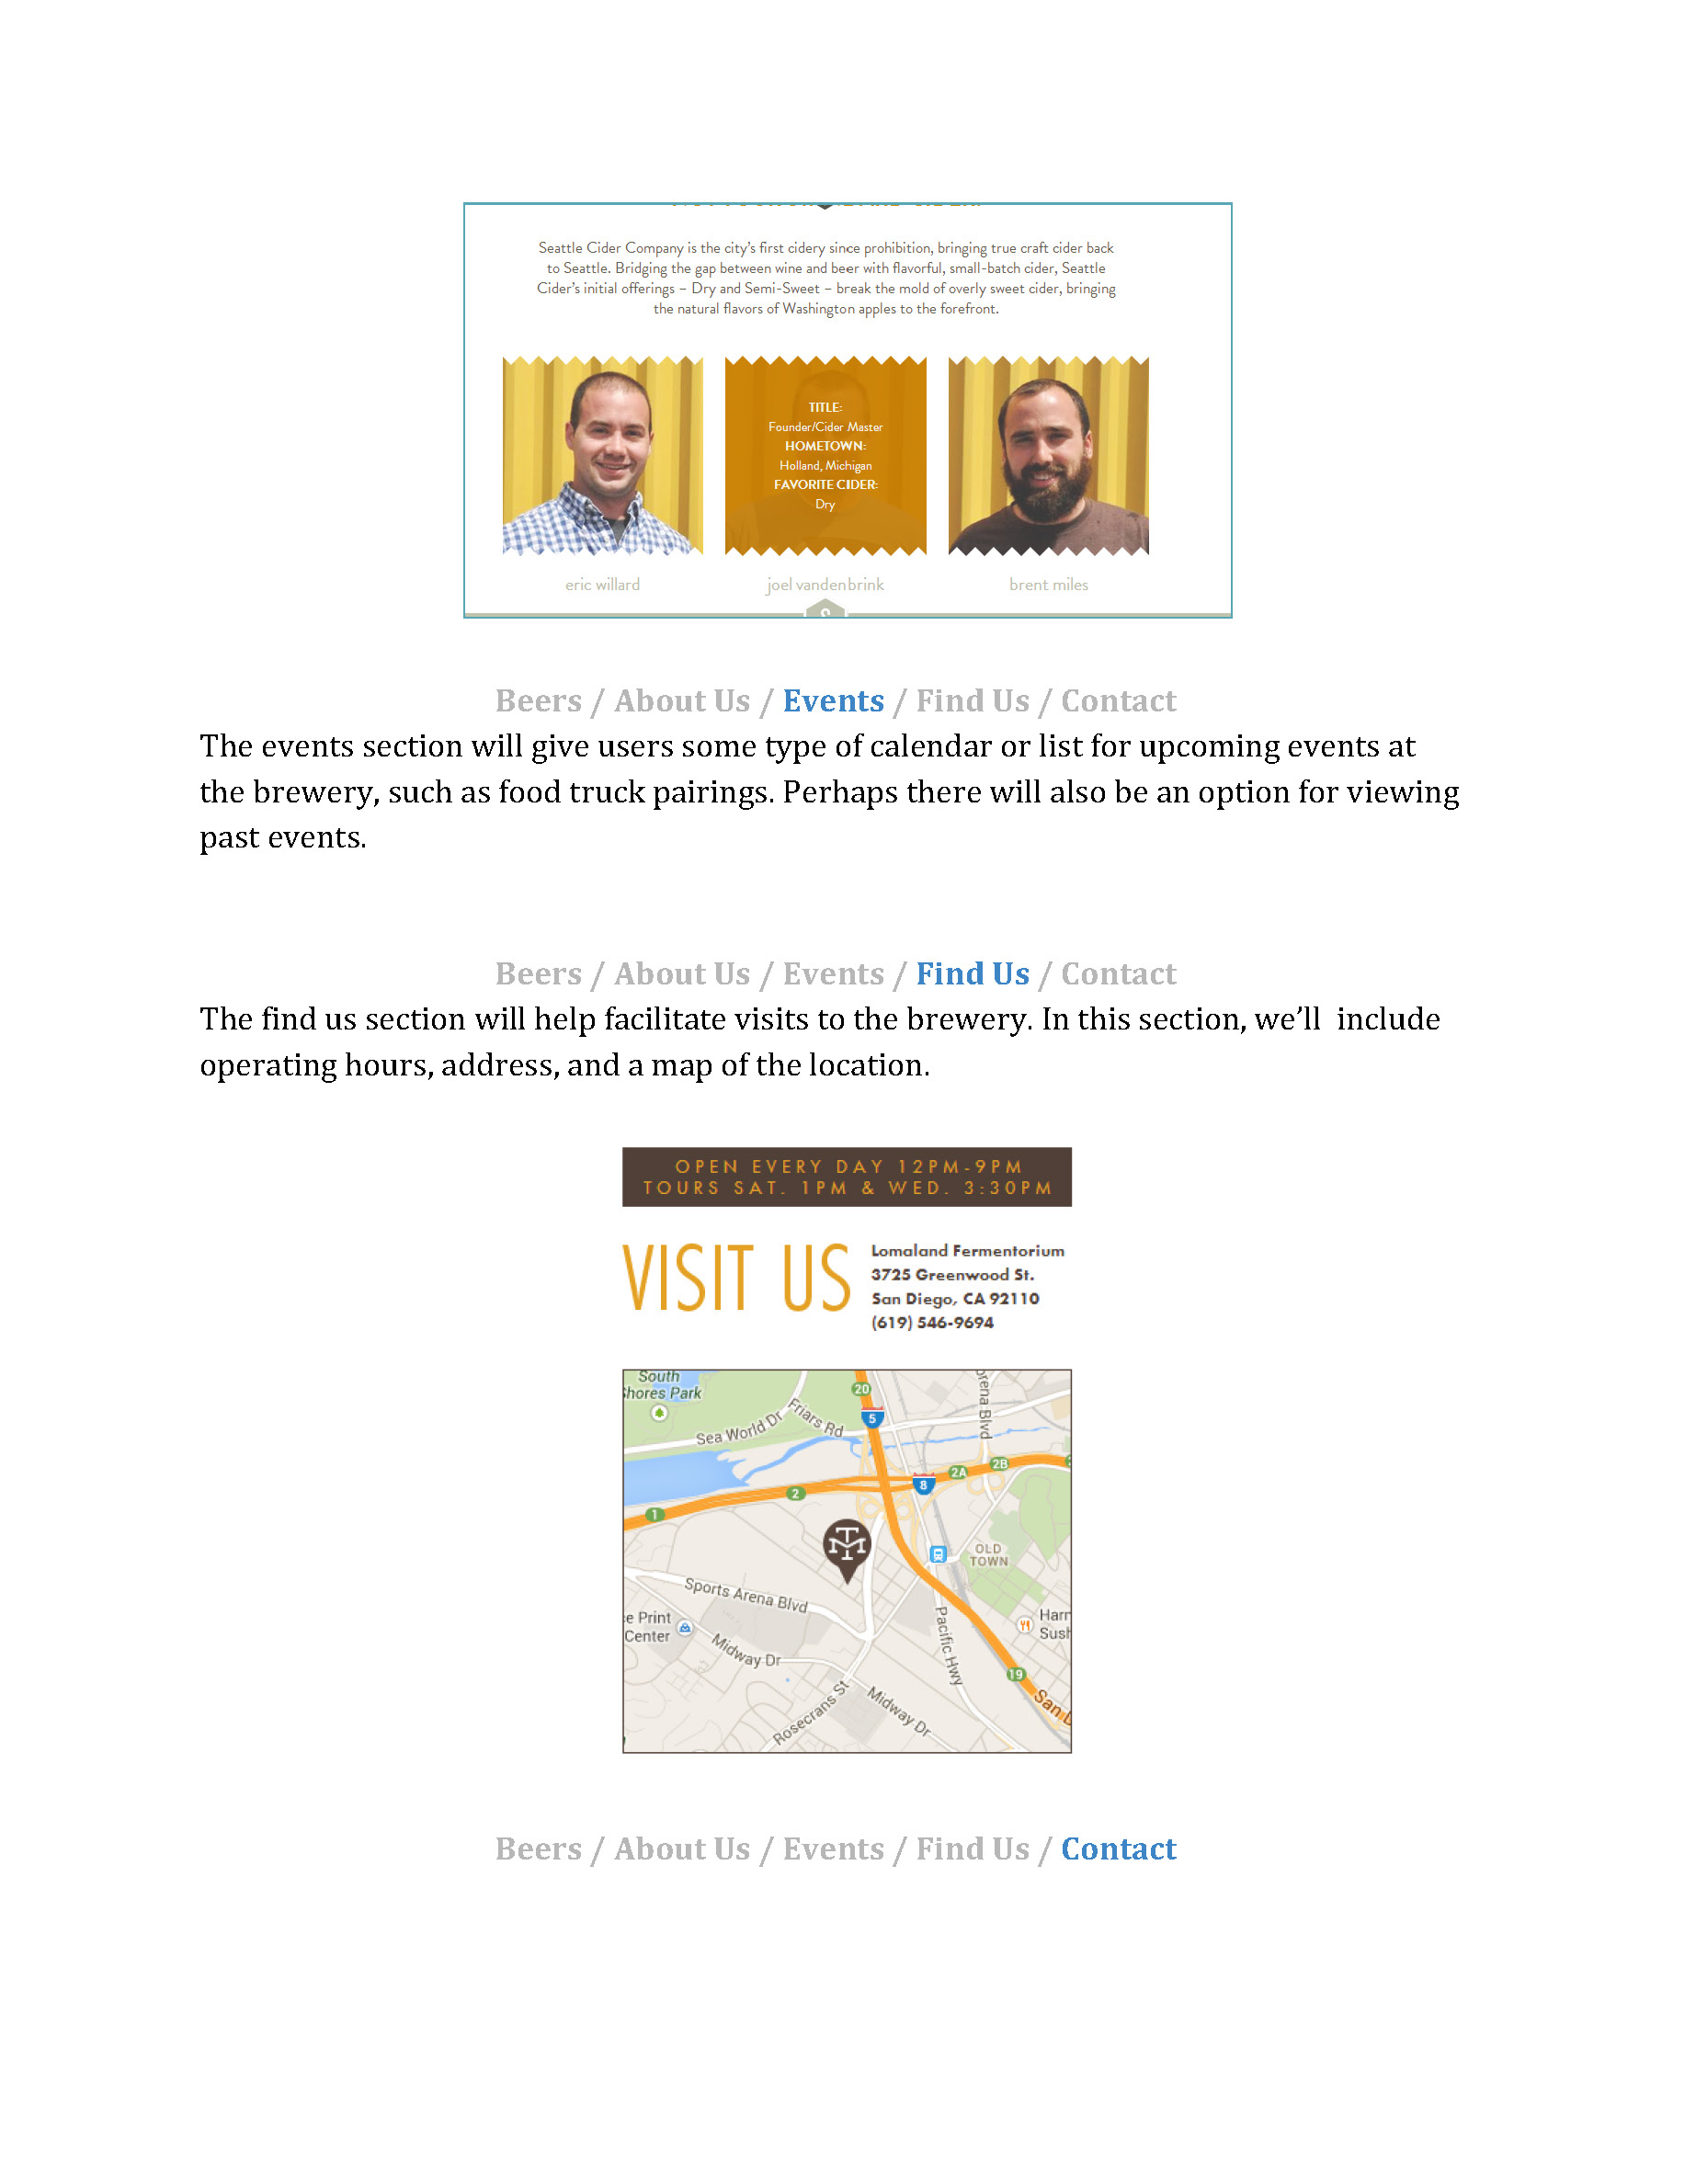 Seattle Cider Company is the city's first cidery since prohibition, bringing true craft cider back
to Seattle. Bridging the gap between wine and beer with flavorful, small-batch cider, Seattle
Cider's initial offerings – Dry and Semi-Sweet – break the mold of overly sweet cider, bringing
the natural flavors of Washington apples to the forefront.
TITLE:
Founder/Cider Master
HOMETOWN:
Holland, Michigan
FAVORITE CIDER:
Dry
eric willard
joel vandenbrink
brent miles
Beers / About Us / Events / Find Us / Contact
The events section will give users some type of calendar or list for upcoming events at
the brewery, such as food truck pairings. Perhaps there will also be an option for viewing
past events.
Beers / About Us / Events / Find Us / Contact
The find us section will help facilitate visits to the brewery. In this section, we’ll  include
operating hours, address, and a map of the location.
OPEN EVERY DAY 12PM-9PM
TOURS SAT. 1PM & WED. 3:30PM
VISIT US
Lomaland Fermentorium
3725 Greenwood St.
San Diego, CA 92110
(619) 546-9694
South
Shores Park
20
5
Friars Rd
Sea World Dr
rena Blvd
2A
2B
8
2
1
OLD
TOWN
Sports Arena Blvd
e Print
Center
Harn
Sush
Pacific Hwy
Midway Dr
19
San D
Rosecrans St
Midway Dr
Beers / About Us / Events / Find Us / Contact